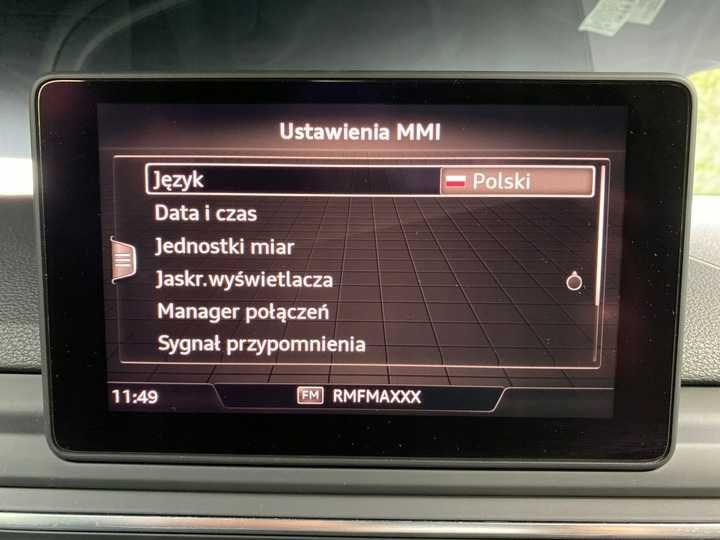 Ustawienia MMI
Język Polski
Data i czas
Jednostki miar
Jaskr.wyświetlacza
Manager połączeń
Sygnał przypomnienia
11:49 FM RMFMAXXX